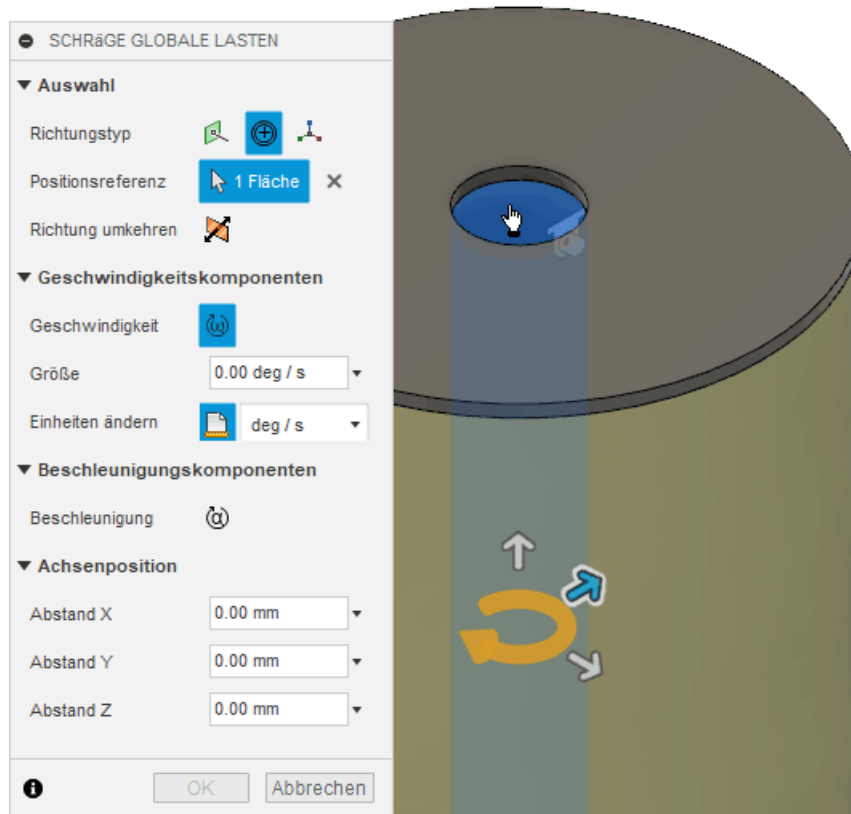 SCHRäGE GLOBALE LASTEN
Auswahl
Richtungstyp
Positionsreferenz 1 Fläche
Richtung umkehren
Geschwindigkeitskomponenten
Geschwindigkeit ω
Größe 0.00 deg / s
Einheiten ändern deg / s
Beschleunigungskomponenten
Beschleunigung α
Achsenposition
Abstand X 0.00 mm
Abstand Y 0.00 mm
Abstand Z 0.00 mm
OK Abbrechen